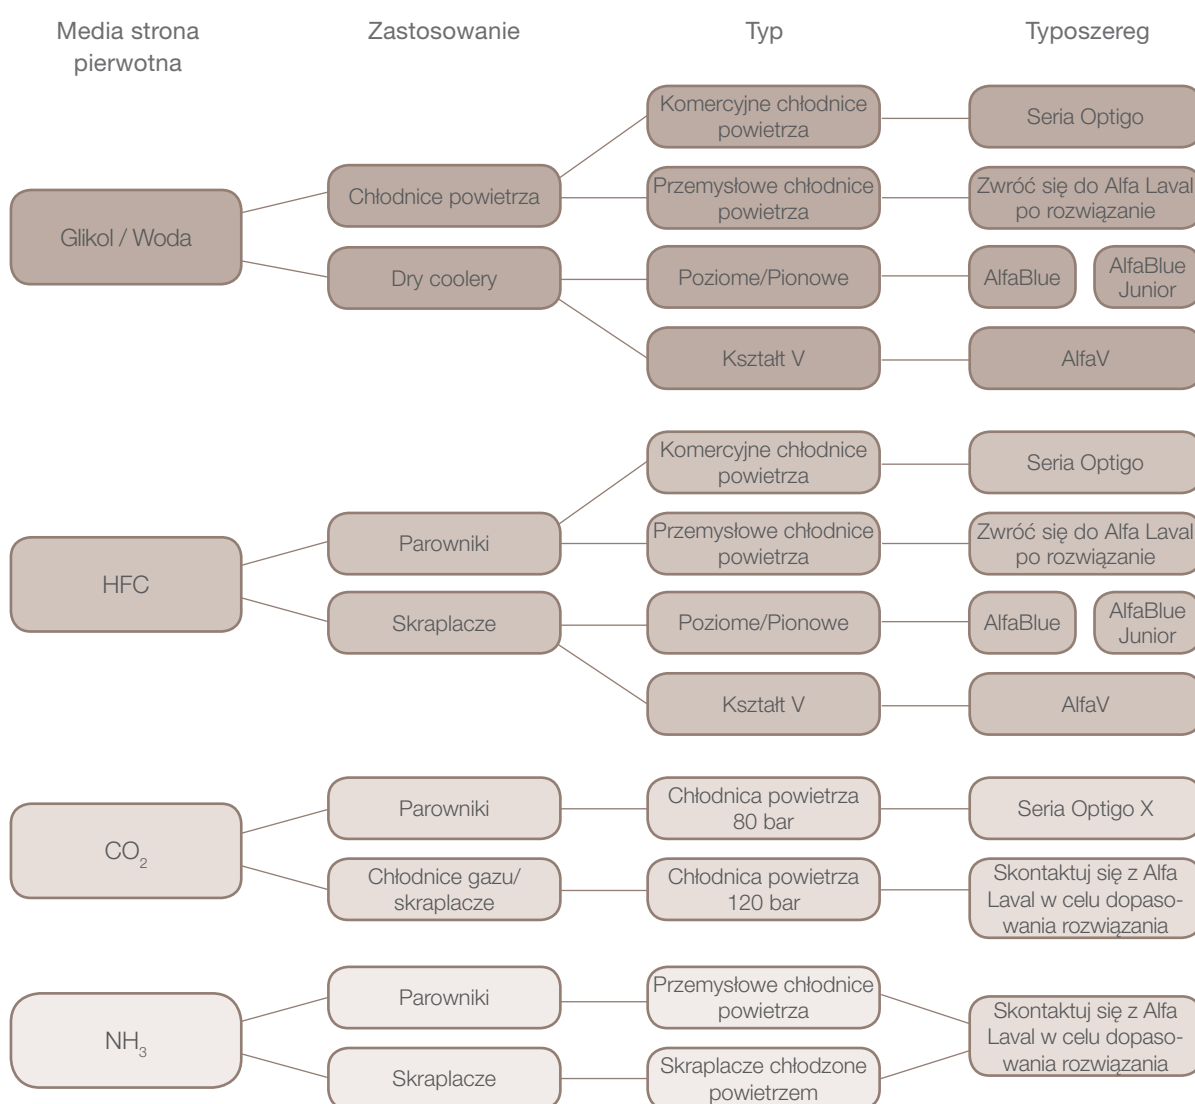 Media strona
pierwotna
Zastosowanie
Typ
Typoszereg
Glikol / Woda
Chłodnice powietrza
Komercyjne chłodnice
powietrza
Seria Optigo
Przemysłowe chłodnice
powietrza
Zwróć się do Alfa Laval
po rozwiązanie
Dry coolery
Poziome/Pionowe
AlfaBlue
AlfaBlue
Junior
Kształt V
AlfaV
HFC
Parowniki
Komercyjne chłodnice
powietrza
Seria Optigo
Przemysłowe chłodnice
powietrza
Zwróć się do Alfa Laval
po rozwiązanie
Skraplacze
Poziome/Pionowe
AlfaBlue
AlfaBlue
Junior
Kształt V
AlfaV
CO₂
Parowniki
Chłodnica powietrza
80 bar
Seria Optigo X
Chłodnice gazu/
skraplacze
Chłodnica powietrza
120 bar
Skontaktuj się z Alfa
Laval w celu dopaso-
wania rozwiązania
NH₃
Parowniki
Przemysłowe chłodnice
powietrza
Skraplacze
Skraplacze chłodzone
powietrzem
Skontaktuj się z Alfa
Laval w celu dopaso-
wania rozwiązania